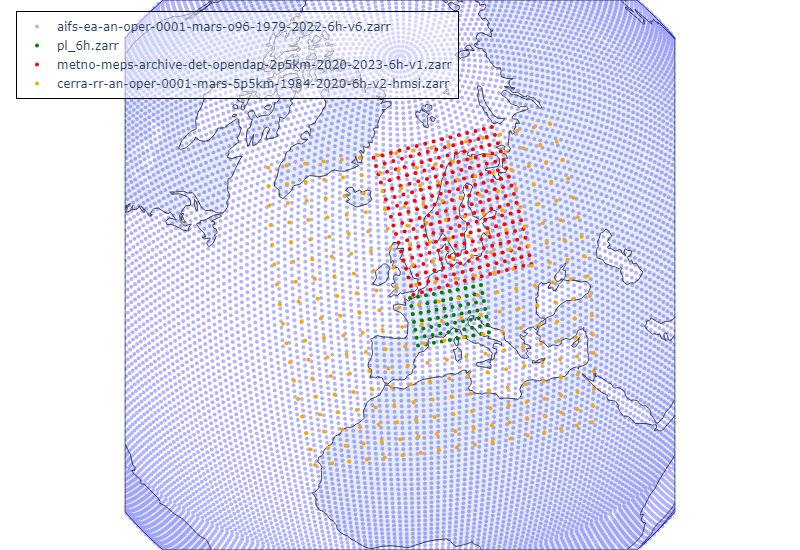 aifs-ea-an-oper-0001-mars-o96-1979-2022-6h-v6.zarr
pl_6h.zarr
metno-meps-archive-det-opendap-2p5km-2020-2023-6h-v1.zarr
cerra-rr-an-oper-0001-mars-5p5km-1984-2020-6h-v2-hmsi.zarr